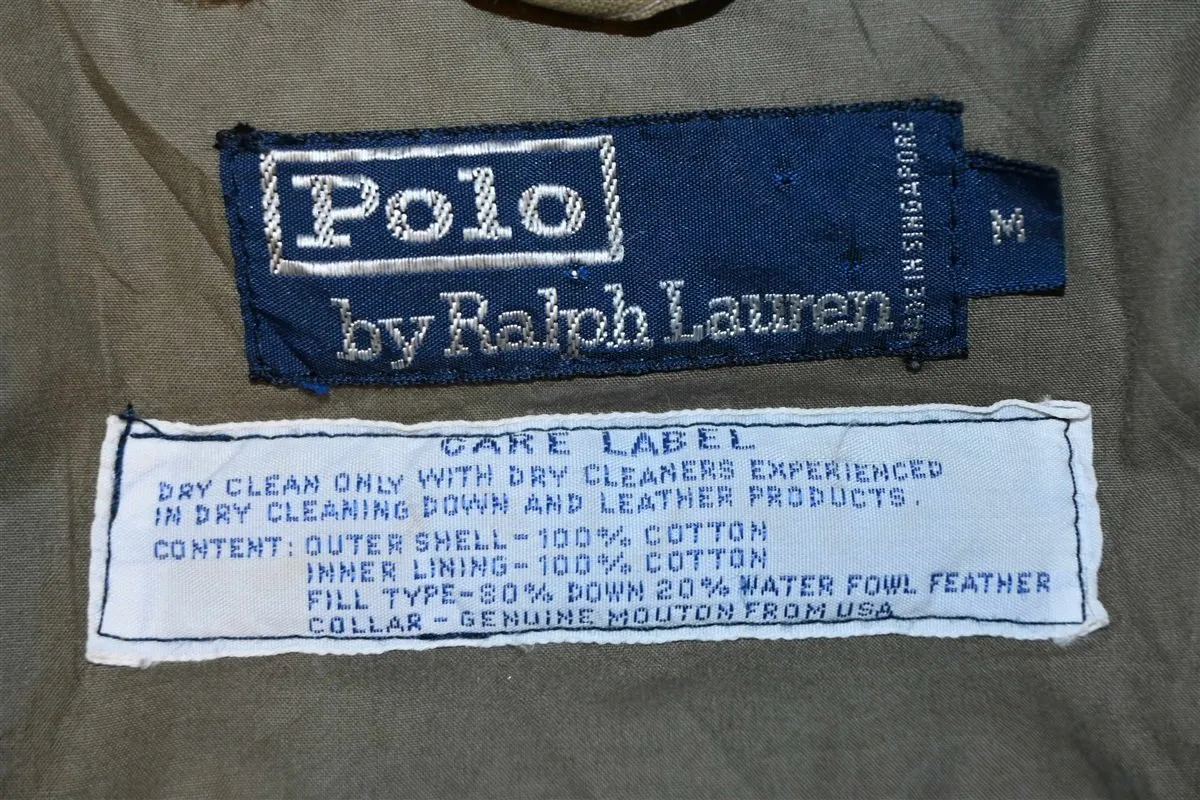 Polo
by Ralph Lauren
MADE IN SINGAPORE
M
CARE LABEL
DRY CLEAN ONLY WITH DRY CLEANERS EXPERIENCED
IN DRY CLEANING DOWN AND LEATHER PRODUCTS.
CONTENT: OUTER SHELL-100% COTTON
INNER LINING-100% COTTON
FILL TYPE-80% DOWN 20% WATER FOWL FEATHER
COLLAR - GENUINE MOUTON FROM USA